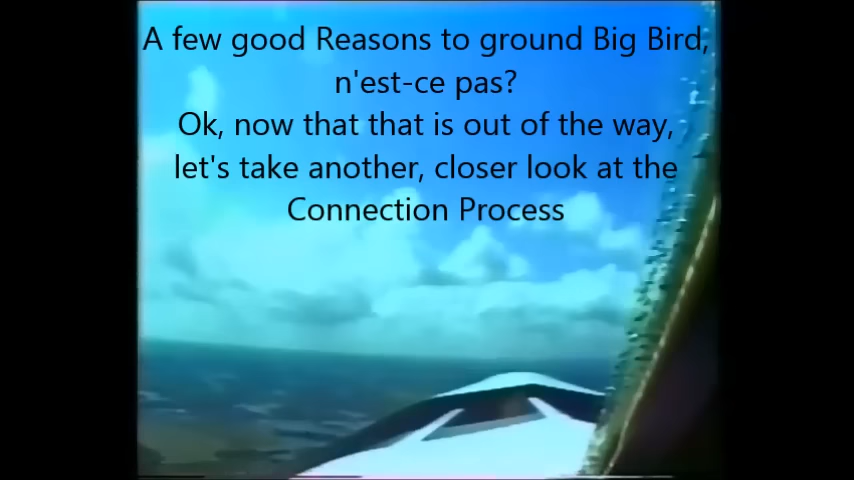 A few good Reasons to ground Big Bird,
n'est-ce pas?
Ok, now that that is out of the way,
let's take another, closer look at the
Connection Process